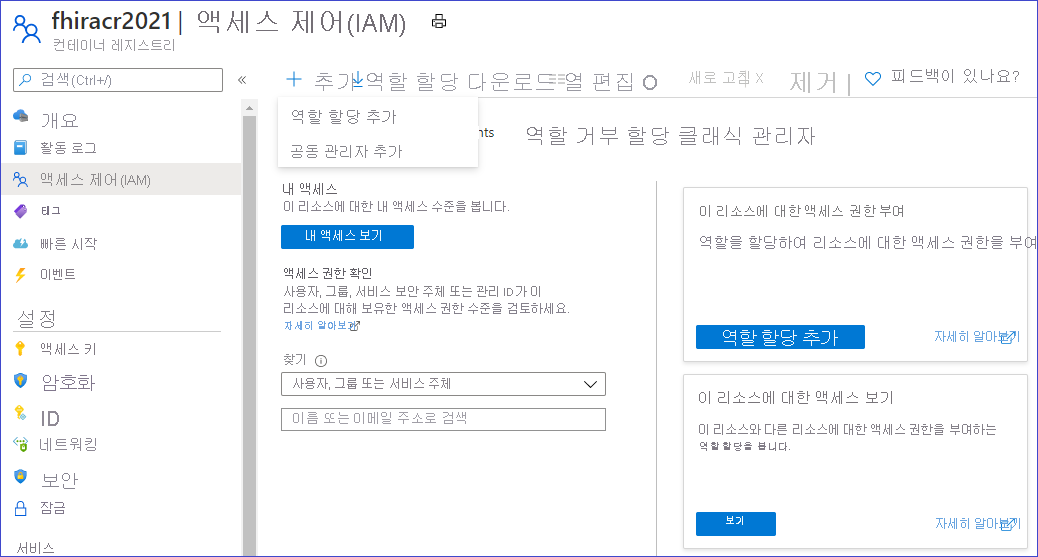 fhiracr2021 | 액세스 제어(IAM)
컨테이너 레지스트리
검색(Ctrl+/)
«
개요
활동 로그
액세스 제어(IAM)
태그
빠른 시작
이벤트
설정
액세스 키
암호화
ID
네트워킹
보안
잠금
서비스
추가 역할 할당 다운로드 열 편집 새로 고침 X 제거 | 피드백이 있나요?
역할 할당 추가
공동 관리자 추가
nts 역할 거부 할당 클래식 관리자
내 액세스
이 리소스에 대한 내 액세스 수준을 봅니다.
내 액세스 보기
액세스 권한 확인
사용자, 그룹, 서비스 보안 주체 또는 관리 ID가 이
리소스에 대해 보유한 액세스 권한 수준을 검토하세요.
자세히 알아보기
찾기
사용자, 그룹 또는 서비스 주체
이름 또는 이메일 주소로 검색
이 리소스에 대한 액세스 권한 부여
역할을 할당하여 리소스에 대한 액세스 권한을 부여
역할 할당 추가
자세히 알아보기
이 리소스에 대한 액세스 보기
이 리소스와 다른 리소스에 대한 액세스 권한을 부여하는
역할 할당을 봅니다.
보기
자세히 알아보기